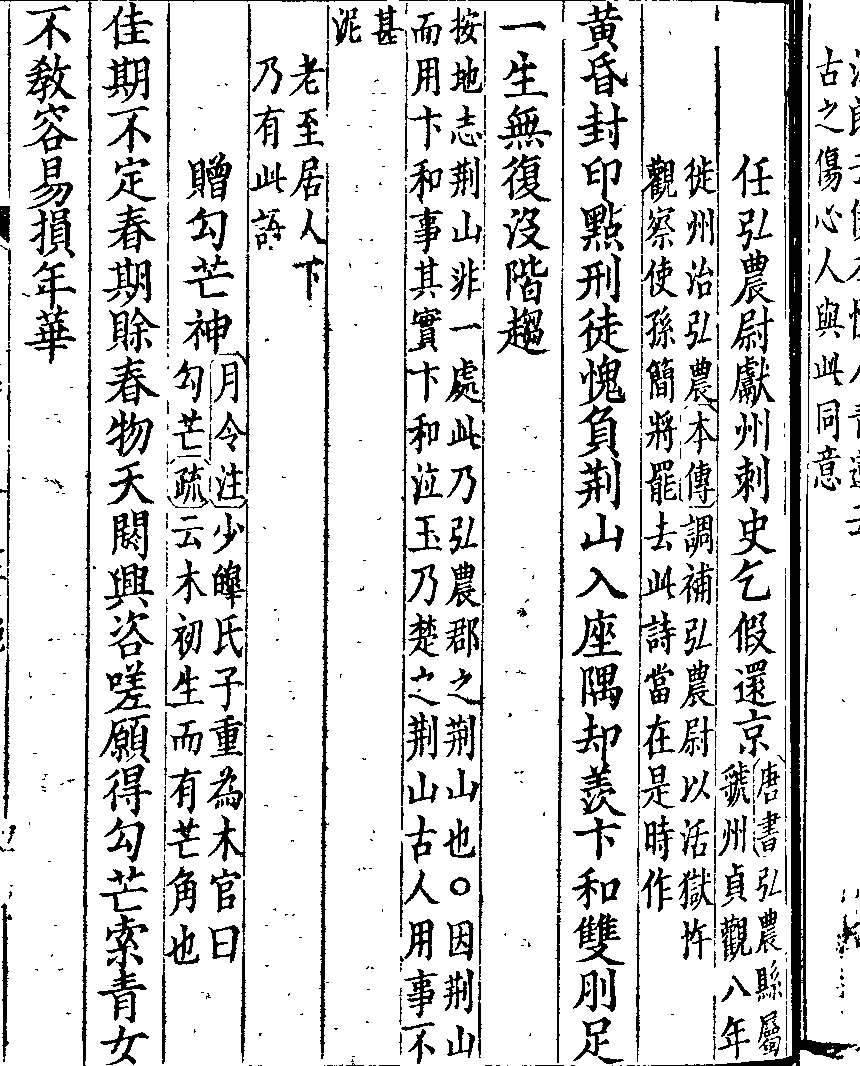 古之傷心人與此同意
任弘農尉獻州刺史乞假還京
唐書弘農縣屬
虢州貞觀八年
徙州治弘農本傳調補弘農尉以活獄忤
觀察使孫簡將罷去此詩當在是時作
黃昏封印點刑徒愧負荆山入座隅却羨卞和雙刖足
一生無復沒階趨
按地志荆山非一處此乃弘農郡之荆山也○因荆山
而用卞和事其實卞和泣玉乃楚之荆山古人用事不
甚
泥
老至居人下
乃有此語
贈勾芒神
月令注少皥氏子重為木官曰
勾芒疏云木初生而有芒角也
佳期不定春期賒春物夭閼興咨嗟願得勾芒索青女
不教容易損年華